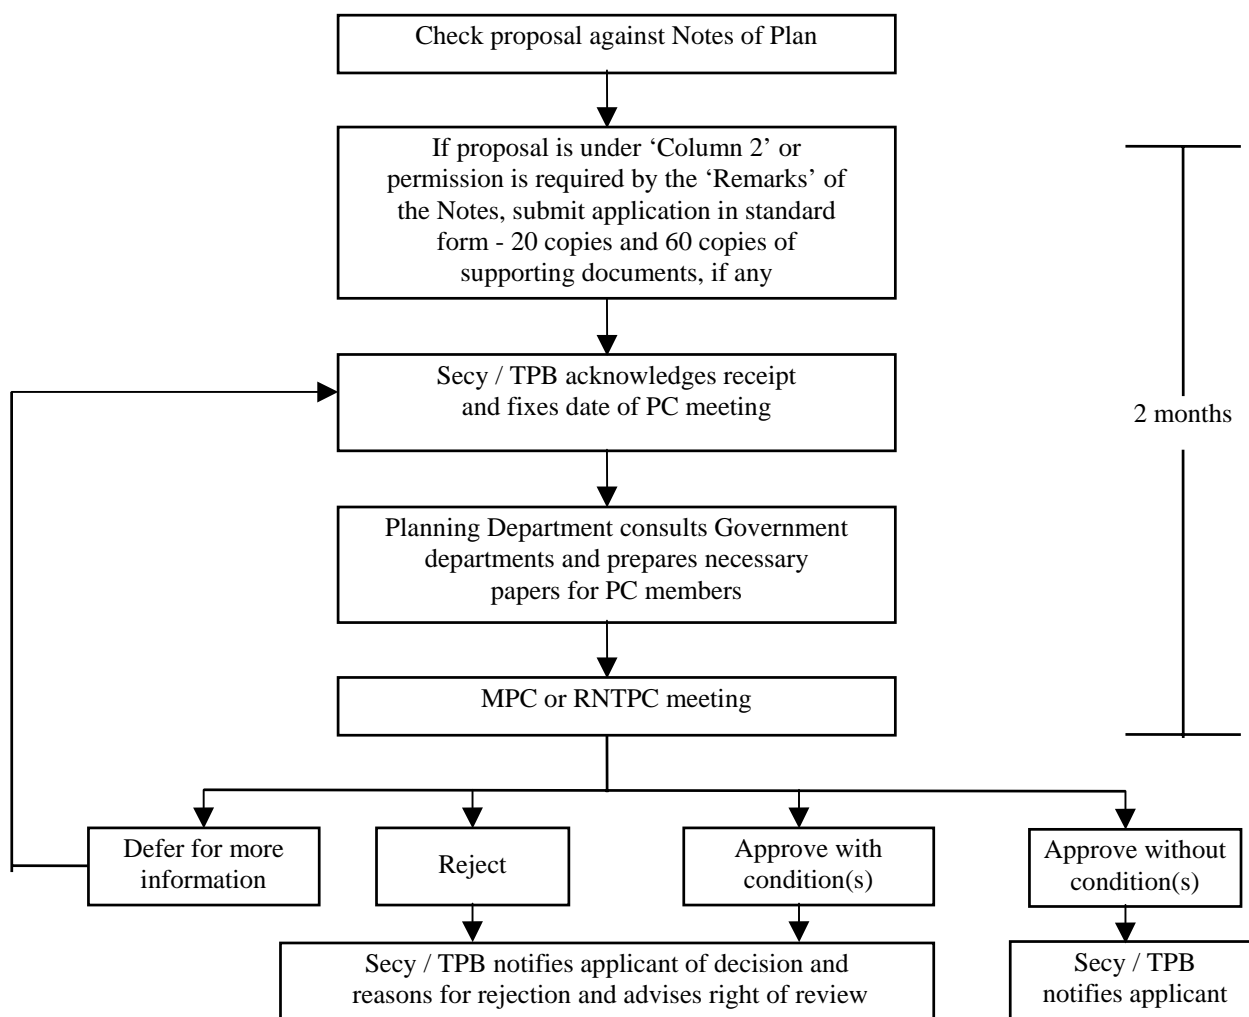 Check proposal against Notes of Plan
If proposal is under ‘Column 2’ or
permission is required by the ‘Remarks’ of
the Notes, submit application in standard
form - 20 copies and 60 copies of
supporting documents, if any
Secy / TPB acknowledges receipt
and fixes date of PC meeting
2 months
Planning Department consults Government
departments and prepares necessary
papers for PC members
MPC or RNTPC meeting
Defer for more
information
Reject
Approve with
condition(s)
Approve without
condition(s)
Secy / TPB notifies applicant of decision and
reasons for rejection and advises right of review
Secy / TPB
notifies applicant